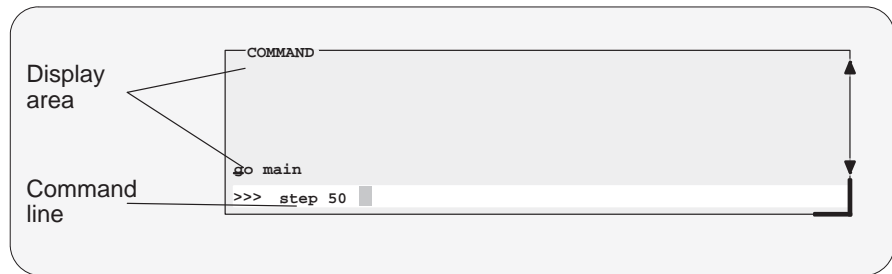 COMMAND
Display
area
go main
Command
line
>>> step 50